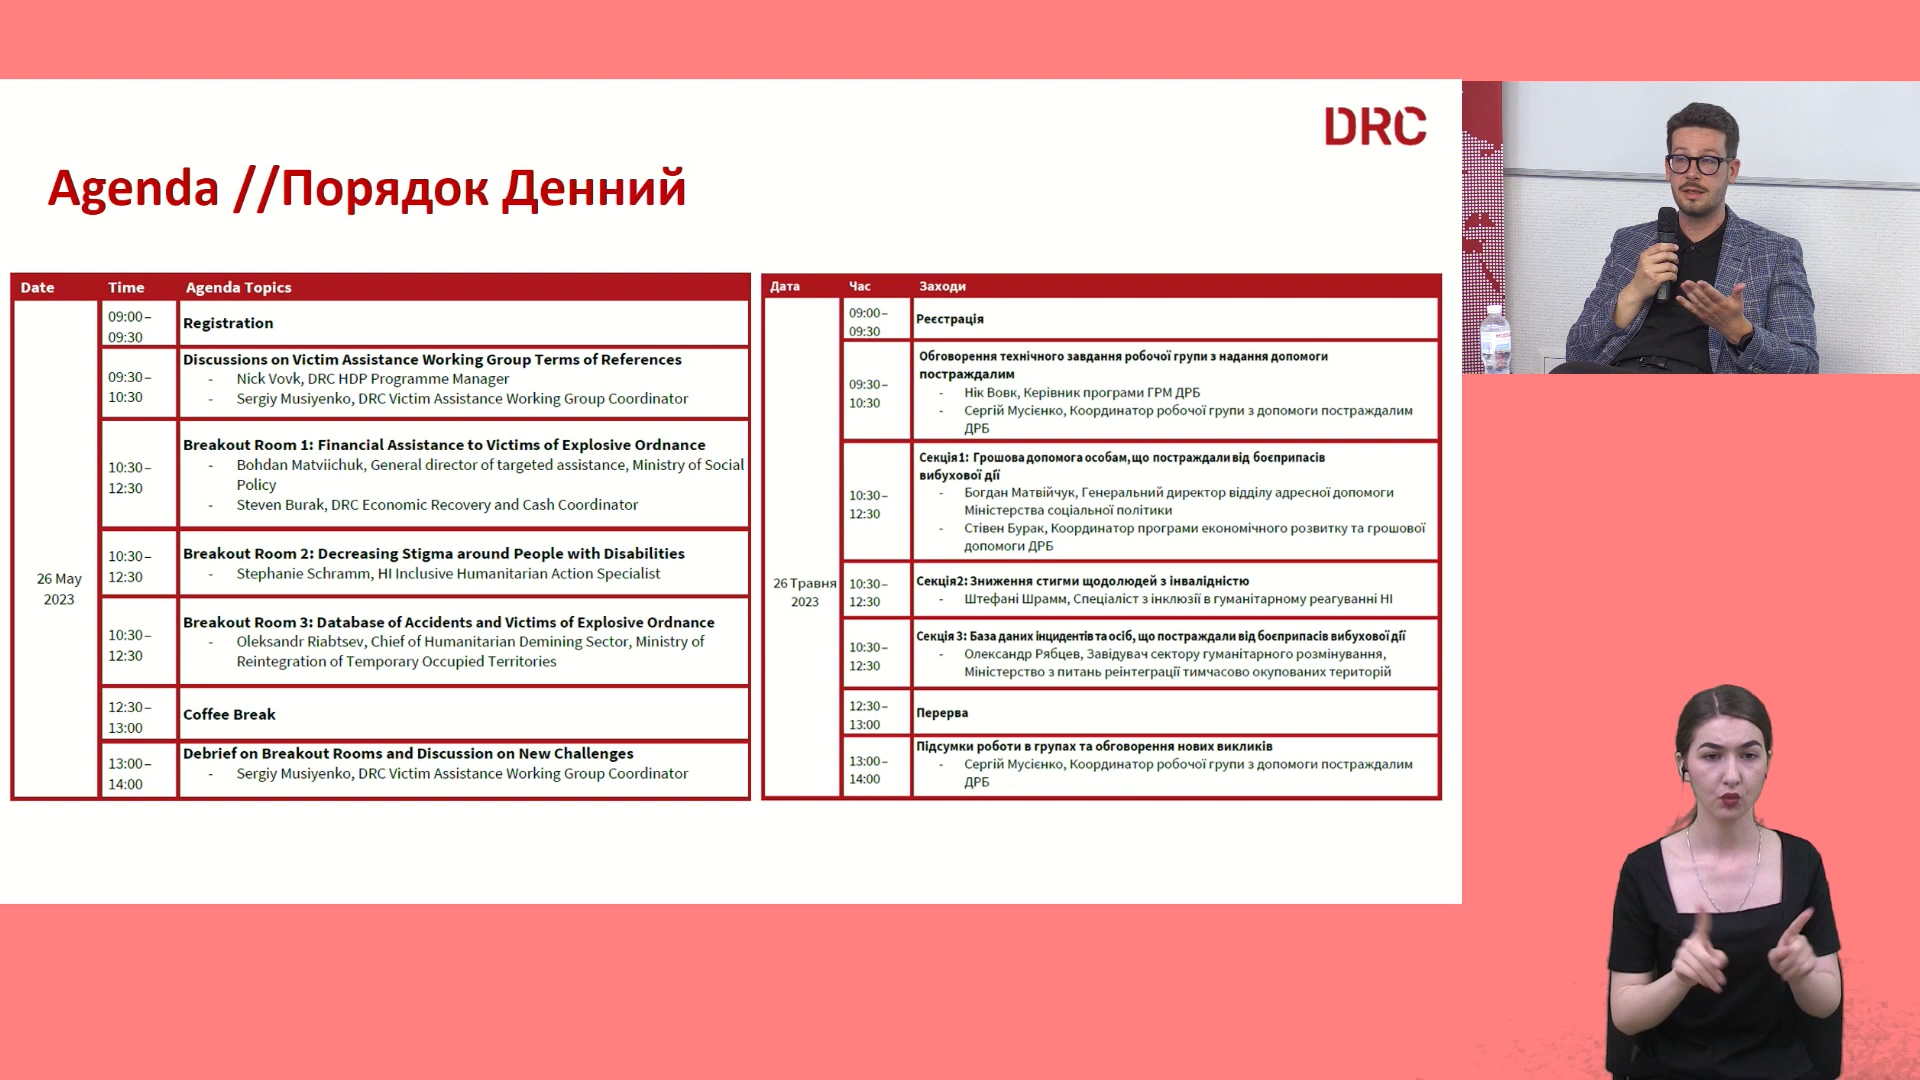 DRC
Agenda //Порядок Денний
Date Time Agenda Topics
26 May
2023
09:00–
09:30
Registration
09:30–
10:30
Discussions on Victim Assistance Working Group Terms of References
- Nick Vovk, DRC HDP Programme Manager
- Sergiy Musiyenko, DRC Victim Assistance Working Group Coordinator
10:30–
12:30
Breakout Room 1: Financial Assistance to Victims of Explosive Ordnance
- Bohdan Matviichuk, General director of targeted assistance, Ministry of Social
Policy
- Steven Burak, DRC Economic Recovery and Cash Coordinator
10:30–
12:30
Breakout Room 2: Decreasing Stigma around People with Disabilities
- Stephanie Schramm, HI Inclusive Humanitarian Action Specialist
10:30–
12:30
Breakout Room 3: Database of Accidents and Victims of Explosive Ordnance
- Oleksandr Riabtsev, Chief of Humanitarian Demining Sector, Ministry of
Reintegration of Temporary Occupied Territories
12:30–
13:00
Coffee Break
13:00–
14:00
Debrief on Breakout Rooms and Discussion on New Challenges
- Sergiy Musiyenko, DRC Victim Assistance Working Group Coordinator
Дата Час Заходи
26 Травня
2023
09:00–
09:30
Реєстрація
09:30–
10:30
Обговорення технічного завдання робочої групи з надання допомоги
постраждалим
- Нік Вовк, Керівник програми ГРМ ДРБ
- Сергій Мусієнко, Координатор робочої групи з допомоги постраждалим
ДРБ
10:30–
12:30
Секція1: Грошова допомога особам, що постраждали від боєприпасів
вибухової дії
- Богдан Матвійчук, Генеральний директор відділу адресної допомоги
Міністерства соціальної політики
- Стівен Бурак, Координатор програми економічного розвитку та грошової
допомоги ДРБ
10:30–
12:30
Секція2: Зниження стигми щодолюдей з інвалідністю
- Штефані Шрамм, Спеціаліст з інклюзії в гуманітарному реагуванні НІ
10:30–
12:30
Секція 3: База даних інцидентів та осіб, що постраждали від боєприпасів вибухової дії
- Олександр Рябцев, Завідувач сектору гуманітарного розмінування,
Міністерство з питань реінтеграції тимчасово окупованих територій
12:30–
13:00
Перерва
13:00–
14:00
Підсумки роботи в групах та обговорення нових викликів
- Сергій Мусієнко, Координатор робочої групи з допомоги постраждалим
ДРБ